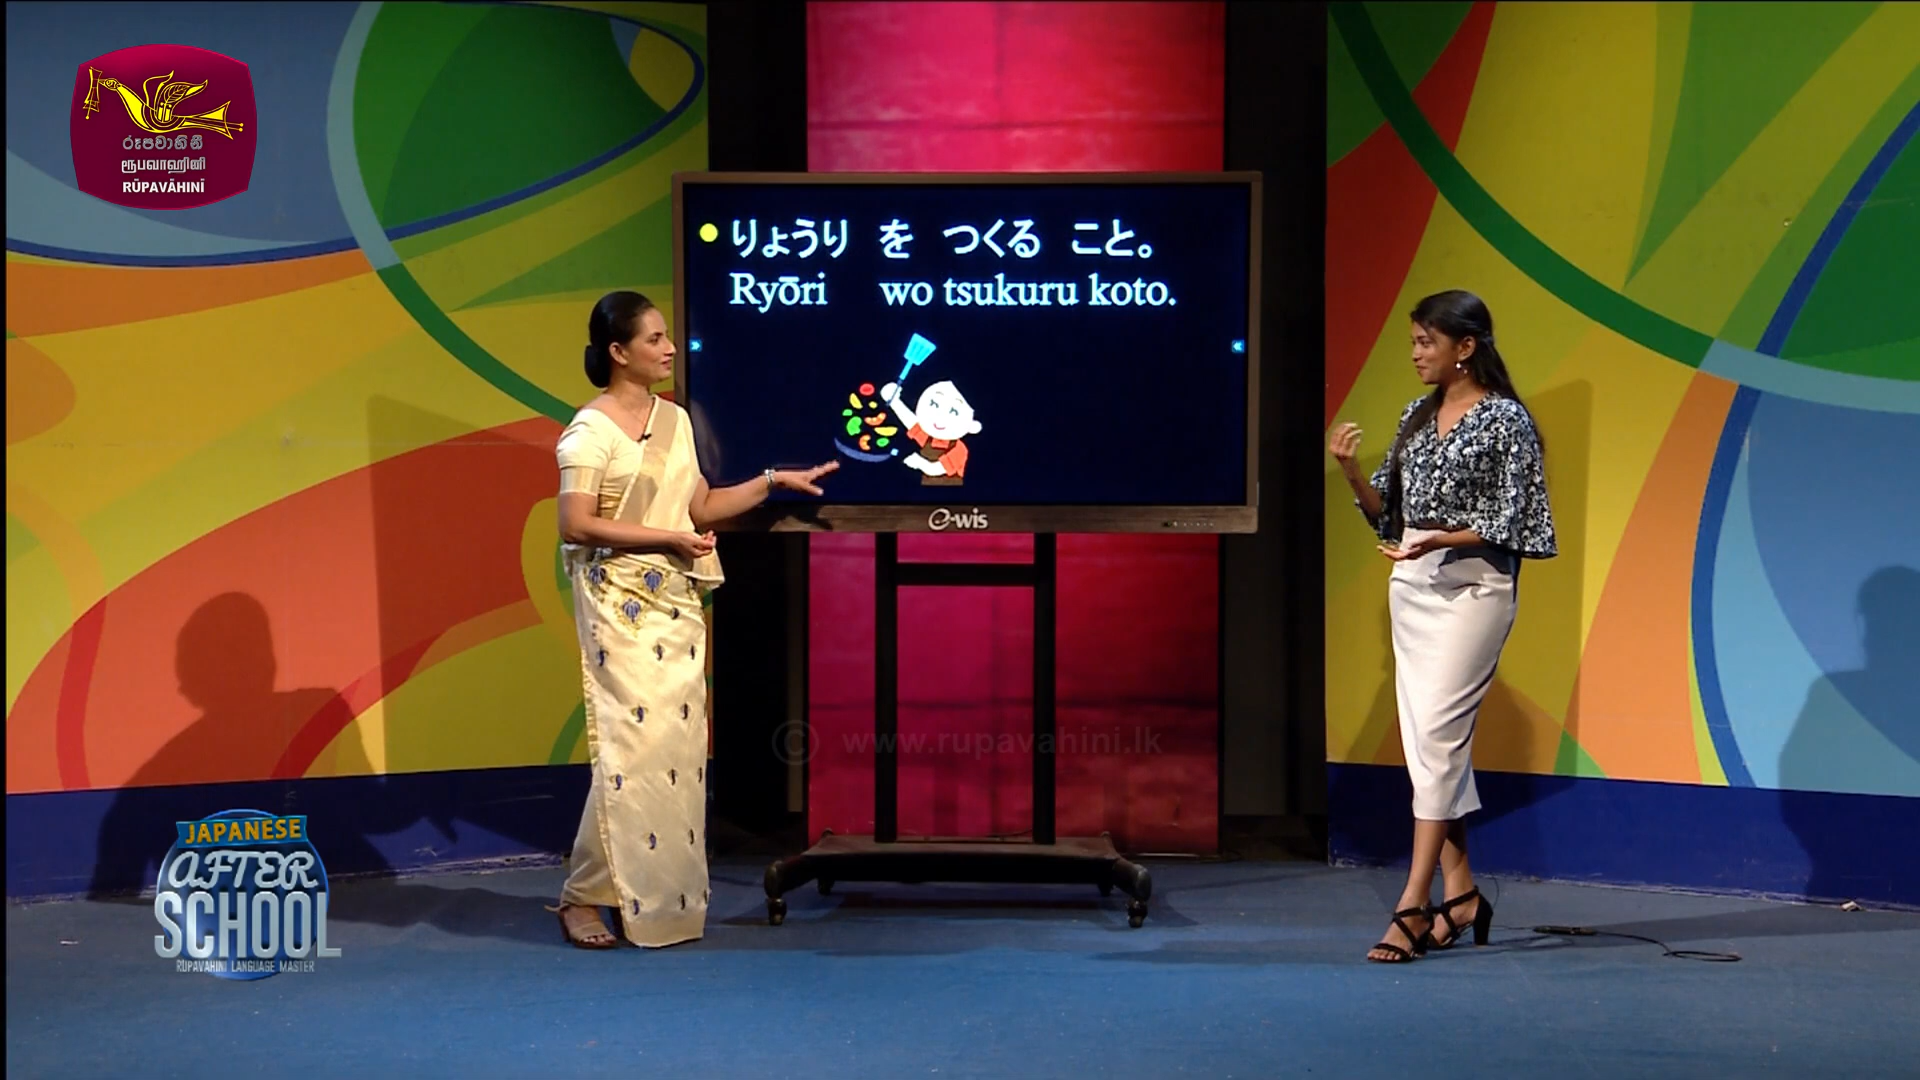 රූපවාහිනී
ரூபவாஹினி
RŪPAVĀHINĪ
りょうり を つくる こと。
Ryōri wo tsukuru koto.
e-wis
© www.rupavahini.lk
JAPANESE
AFTER
SCHOOL
RŪPAVAHINI LANGUAGE MASTER